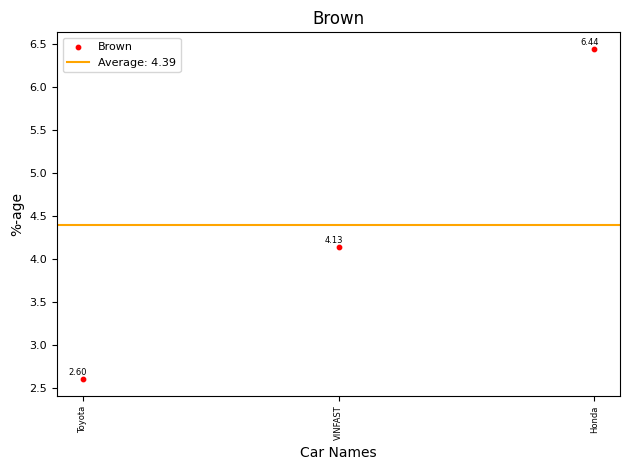 Brown
Brown
Average: 4.39
6.5
6.0
5.5
5.0
4.5
4.0
3.5
3.0
2.5
%-age
6.44
4.13
2.60
Toyota
VINFAST
Honda
Car Names